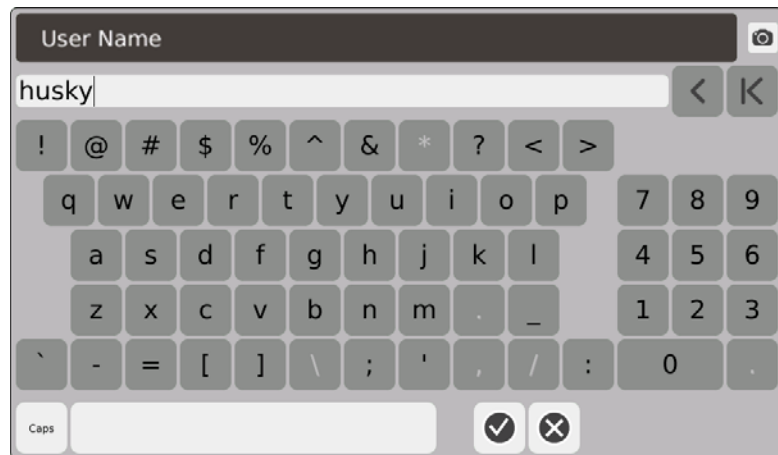 User Name
husky
! @ # $ % ^ & * ? < >
q w e r t y u i o p 7 8 9
a s d f g h j k l 4 5 6
z x c v b n m . _ 1 2 3
` - = [ ] \ ; ' , / : 0 .
Caps